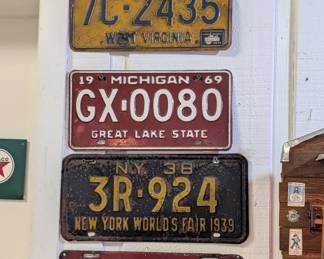 7C-2435
WEST VIRGINIA
19 MICHIGAN 69
GX·0080
GREAT LAKE STATE
N.Y. 38
3R·924
NEW YORK WORLD'S FAIR 1939